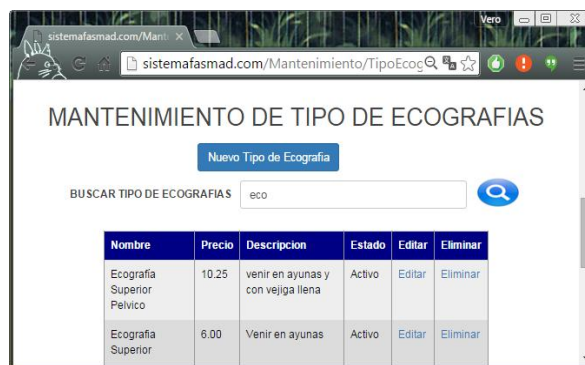 Vero
sistemafasmad.com/Mant
sistemafasmad.com/Mantenimiento/TipoEcog
MANTENIMIENTO DE TIPO DE ECOGRAFIAS
Nuevo Tipo de Ecografia
BUSCAR TIPO DE ECOGRAFIAS eco
Nombre Precio Descripcion Estado Editar Eliminar
Ecografía 10.25 venir en ayunas y Activo Editar Eliminar
Superior con vejiga llena
Pelvico
Ecografia 6.00 Venir en ayunas Activo Editar Eliminar
Superior